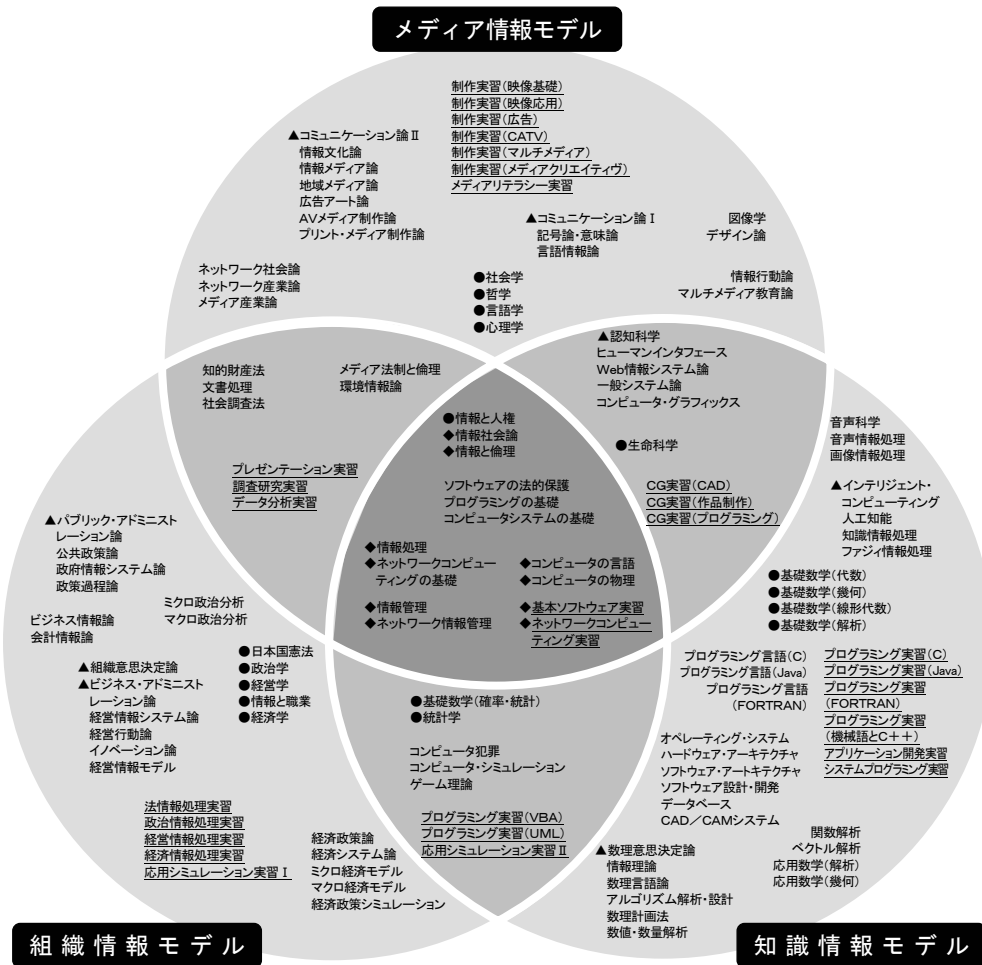 メディア情報モデル
制作実習(映像基礎)
制作実習(映像応用)
制作実習(広告)
制作実習(CATV)
制作実習(マルチメディア)
制作実習(メディアクリエイティヴ)
メディアリテラシー実習
▲コミュニケーション論Ⅱ
情報文化論
情報メディア論
地域メディア論
広告アート論
AVメディア制作論
プリント・メディア制作論
▲コミュニケーション論Ⅰ
記号論・意味論
言語情報論
図像学
デザイン論
ネットワーク社会論
ネットワーク産業論
メディア産業論
●社会学
●哲学
●言語学
●心理学
情報行動論
マルチメディア教育論
知的財産法
文書処理
社会調査法
メディア法制と倫理
環境情報論
▲認知科学
ヒューマンインタフェース
Web情報システム論
一般システム論
コンピュータ・グラフィックス
●情報と人権
◆情報社会論
◆情報と倫理
●生命科学
音声科学
音声情報処理
画像情報処理
プレゼンテーション実習
調査研究実習
データ分析実習
ソフトウェアの法的保護
プログラミングの基礎
コンピュータシステムの基礎
CG実習(CAD)
CG実習(作品制作)
CG実習(プログラミング)
▲インテリジェント・
コンピューティング
人工知能
知識情報処理
ファジィ情報処理
▲パブリック・アドミニスト
レーション論
公共政策論
政府情報システム論
政策過程論
◆情報処理
◆ネットワークコンピュー
ティングの基礎
◆コンピュータの言語
◆コンピュータの物理
●基礎数学(代数)
●基礎数学(幾何)
●基礎数学(線形代数)
●基礎数学(解析)
ミクロ政治分析
マクロ政治分析
ビジネス情報論
会計情報論
◆情報管理
◆ネットワーク情報管理
◆基本ソフトウェア実習
◆ネットワークコンピュー
ティング実習
●日本国憲法
●政治学
●経営学
●情報と職業
●経済学
▲組織意思決定論
▲ビジネス・アドミニスト
レーション論
経営情報システム論
経営行動論
イノベーション論
経営情報モデル
プログラミング言語(C)
プログラミング言語(Java)
プログラミング言語
(FORTRAN)
プログラミング実習(C)
プログラミング実習(Java)
プログラミング実習
(FORTRAN)
プログラミング実習
(機械語とC++)
アプリケーション開発実習
システムプログラミング実習
●基礎数学(確率・統計)
●統計学
コンピュータ犯罪
コンピュータ・シミュレーション
ゲーム理論
オペレーティング・システム
ハードウェア・アーキテクチャ
ソフトウェア・アートキテクチャ
ソフトウェア設計・開発
データベース
CAD/CAMシステム
法情報処理実習
政治情報処理実習
経営情報処理実習
経済情報処理実習
応用シミュレーション実習Ⅰ
経済政策論
経済システム論
ミクロ経済モデル
マクロ経済モデル
経済政策シミュレーション
プログラミング実習(VBA)
プログラミング実習(UML)
応用シミュレーション実習Ⅱ
▲数理意思決定論
情報理論
数理言語論
アルゴリズム解析・設計
数理計画法
数値・数量解析
関数解析
ベクトル解析
応用数学(解析)
応用数学(幾何)
組織情報モデル
知識情報モデル